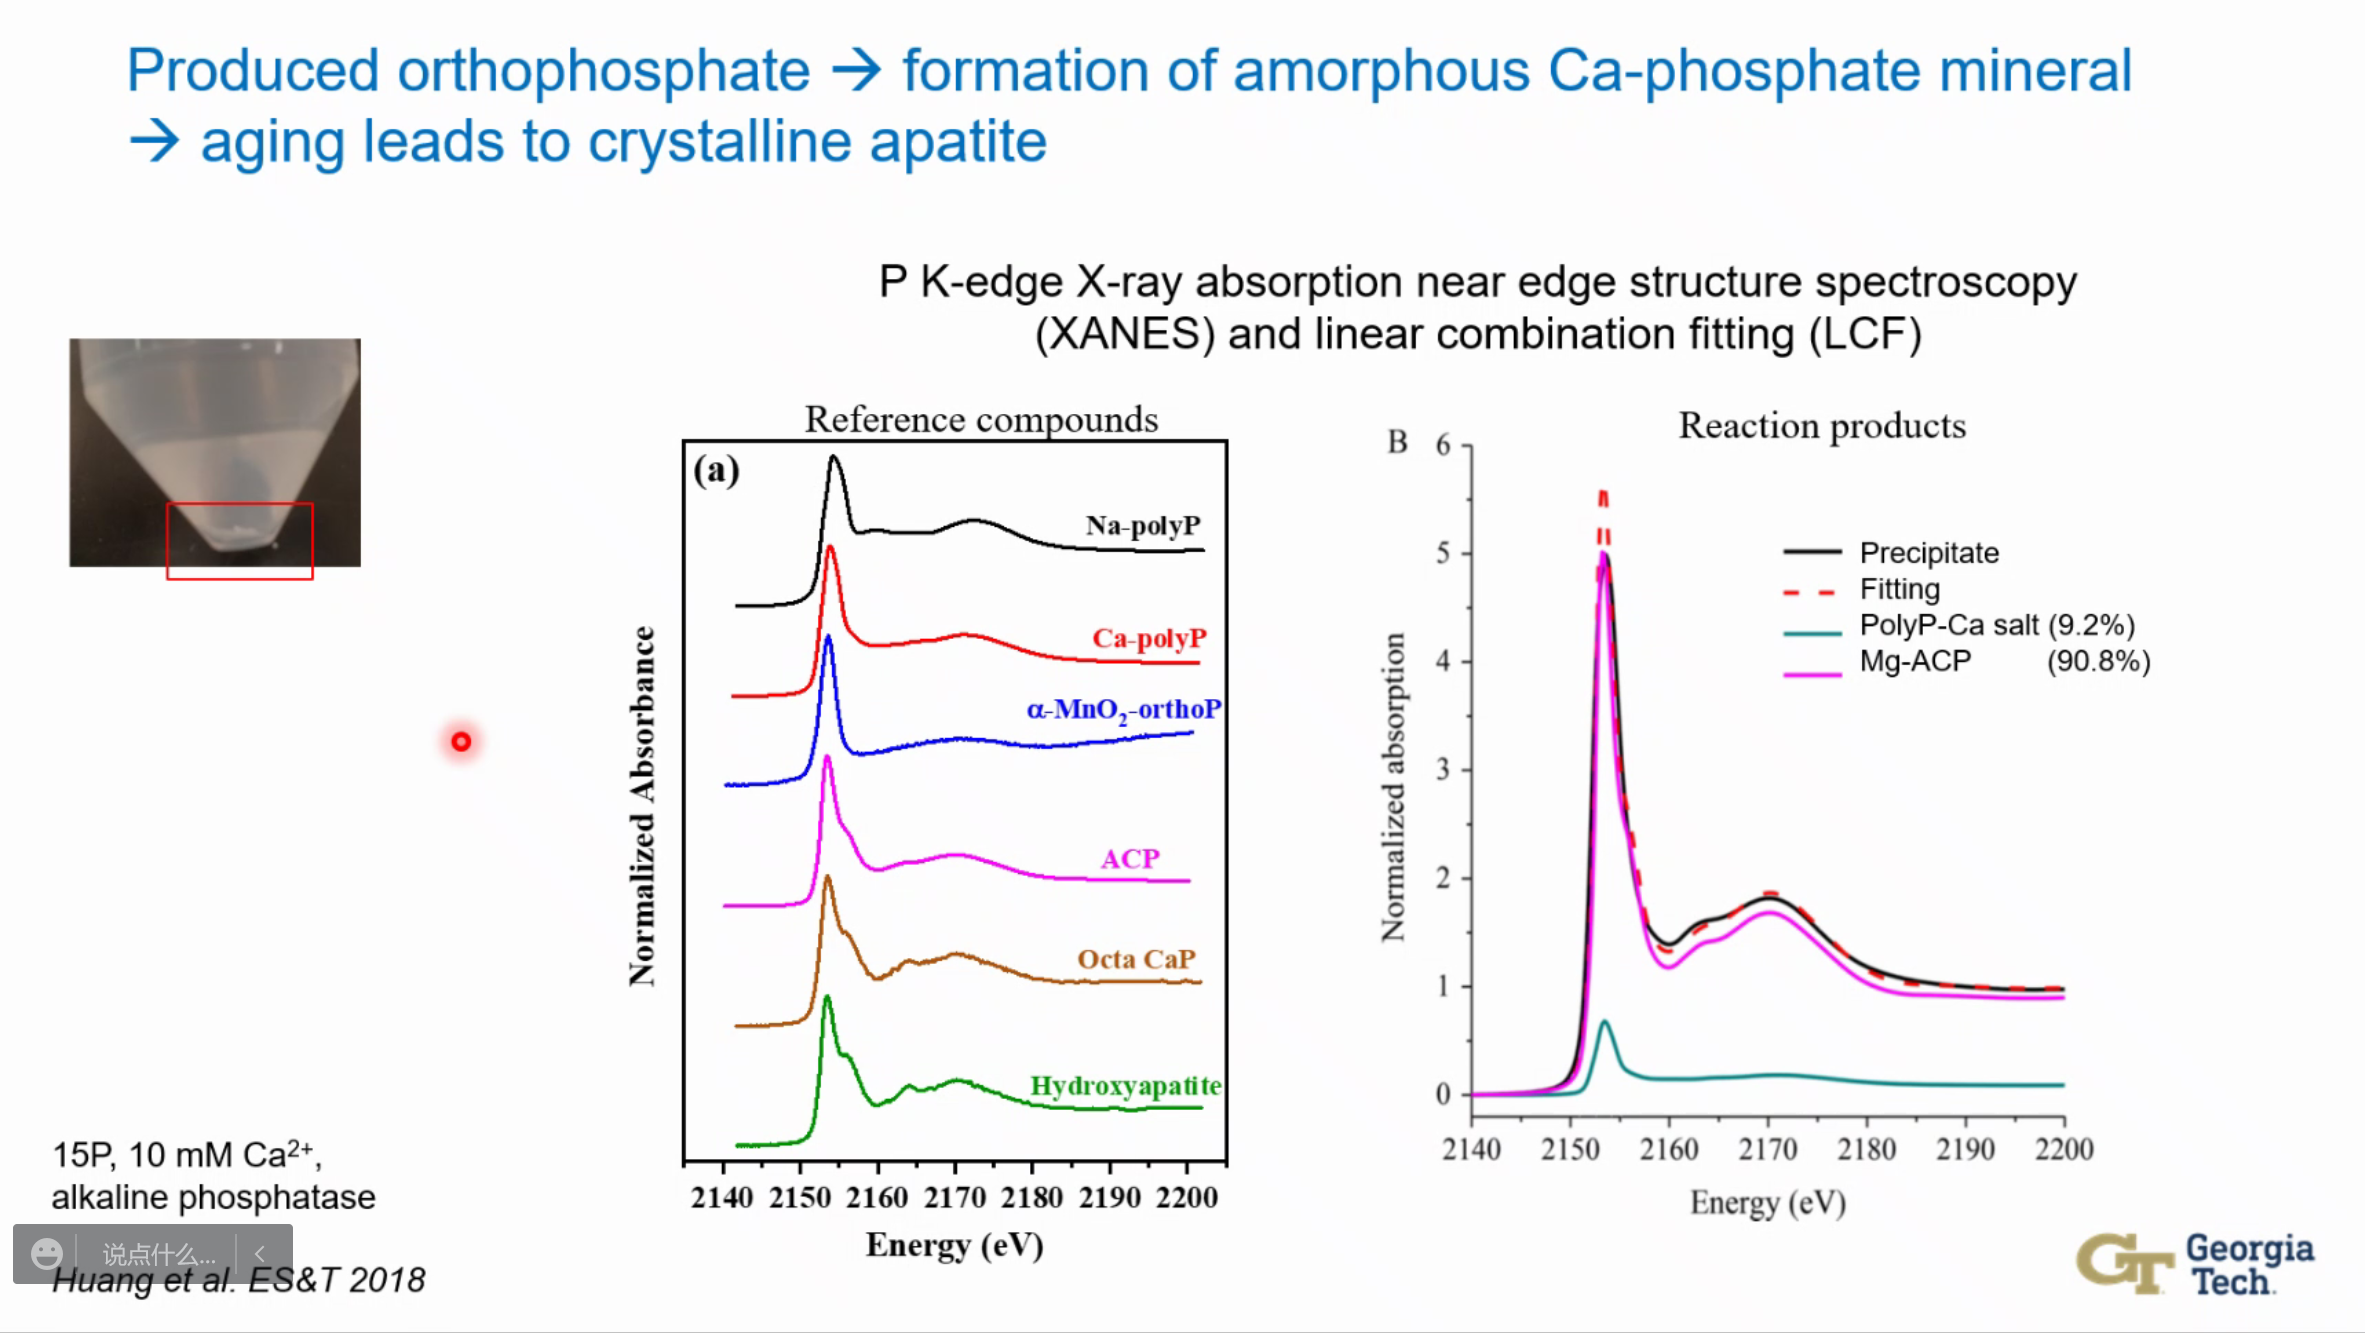 Produced orthophosphate → formation of amorphous Ca-phosphate mineral
→ aging leads to crystalline apatite
P K-edge X-ray absorption near edge structure spectroscopy
(XANES) and linear combination fitting (LCF)
Reference compounds
(a)
Na-polyP
Ca-polyP
α-MnO₂-orthoP
ACP
Octa CaP
Hydroxyapatite
Normalized Absorbance
2140 2150 2160 2170 2180 2190 2200
Energy (eV)
Reaction products
B
6
5
4
3
2
1
0
Normalized absorption
Precipitate
Fitting
PolyP-Ca salt (9.2%)
Mg-ACP (90.8%)
2140 2150 2160 2170 2180 2190 2200
Energy (eV)
15P, 10 mM Ca²⁺,
alkaline phosphatase
说点什么...
Huang et al. ES&T 2018
GT
Georgia
Tech.